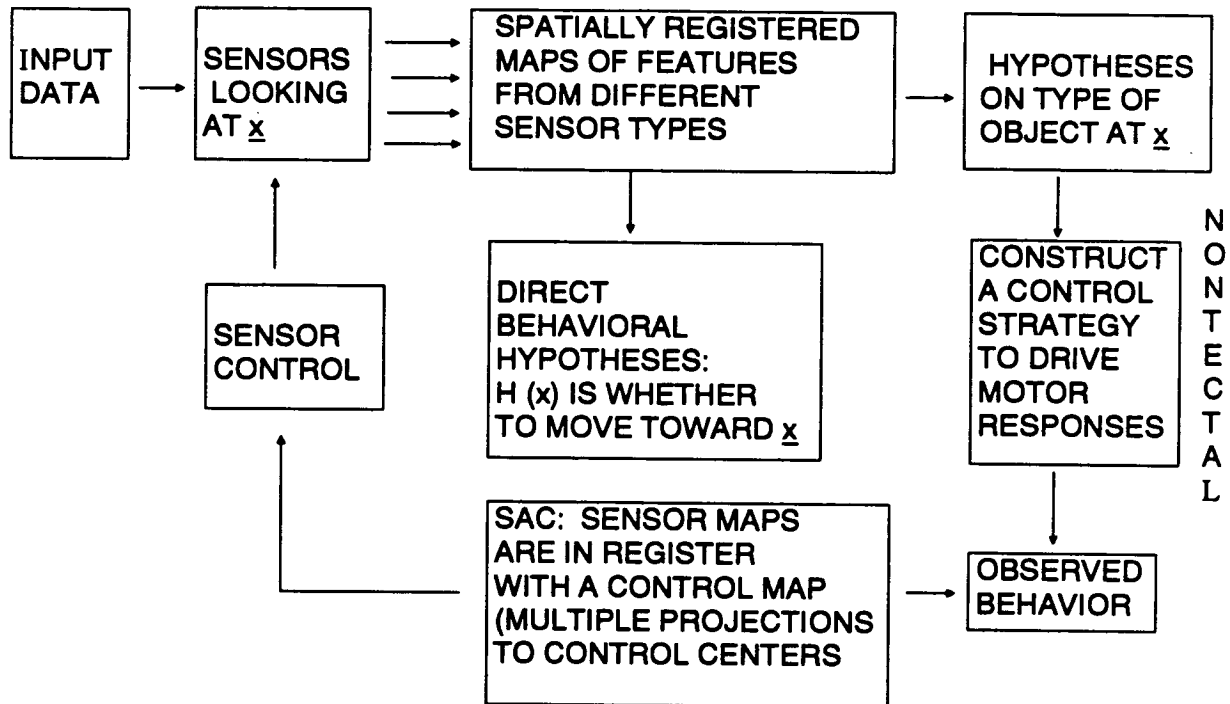 INPUT
DATA
SENSORS
LOOKING
AT x
SPATIALLY REGISTERED
MAPS OF FEATURES
FROM DIFFERENT
SENSOR TYPES
HYPOTHESES
ON TYPE OF
OBJECT AT x
SENSOR
CONTROL
DIRECT
BEHAVIORAL
HYPOTHESES:
H (x) IS WHETHER
TO MOVE TOWARD x
CONSTRUCT
A CONTROL
STRATEGY
TO DRIVE
MOTOR
RESPONSES
N
O
N
T
E
C
T
A
L
SAC: SENSOR MAPS
ARE IN REGISTER
WITH A CONTROL MAP
(MULTIPLE PROJECTIONS
TO CONTROL CENTERS
OBSERVED
BEHAVIOR